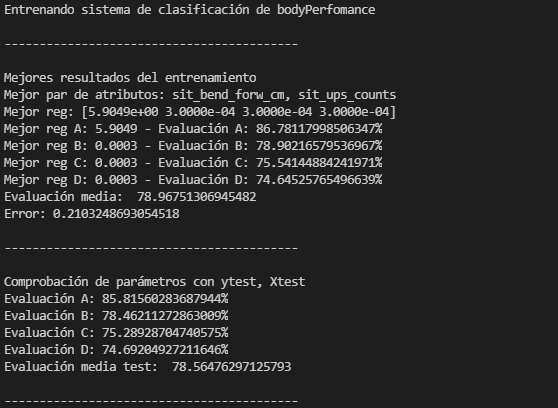 Entrenando sistema de clasificación de bodyPerfomance
------------------------------------------
Mejores resultados del entrenamiento
Mejor par de atributos: sit_bend_forw_cm, sit_ups_counts
Mejor reg: [5.9049e+00 3.0000e-04 3.0000e-04 3.0000e-04]
Mejor reg A: 5.9049 - Evaluación A: 86.78117998506347%
Mejor reg B: 0.0003 - Evaluación B: 78.90216579536967%
Mejor reg C: 0.0003 - Evaluación C: 75.54144884241971%
Mejor reg D: 0.0003 - Evaluación D: 74.64525765496639%
Evaluación media:  78.96751306945482
Error: 0.2103248693054518
------------------------------------------
Comprobación de parámetros con ytest, Xtest
Evaluación A: 85.81560283687944%
Evaluación B: 78.46211272863009%
Evaluación C: 75.28928704740575%
Evaluación D: 74.69204927211646%
Evaluación media test:  78.56476297125793
------------------------------------------